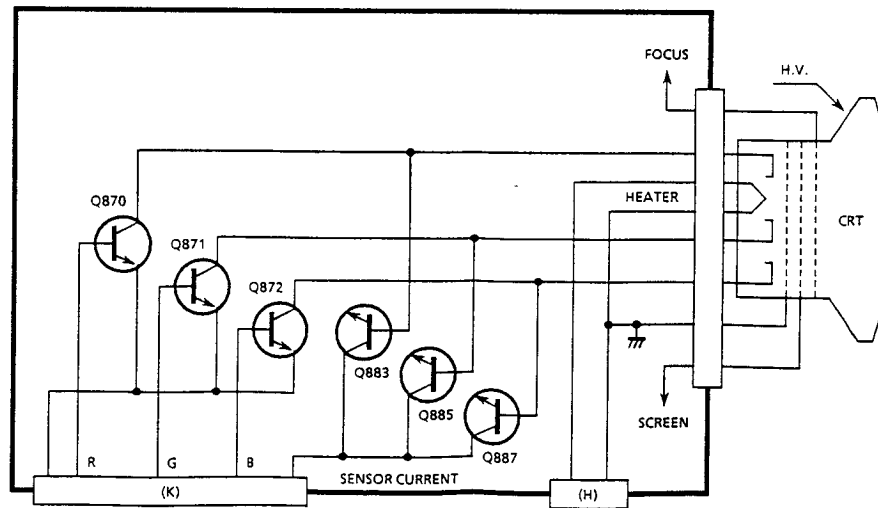 FOCUS
H.V.
Q870
HEATER
Q871
CRT
Q872
Q883
Q885
SCREEN
Q887
R
G
B
SENSOR CURRENT
(K)
(H)